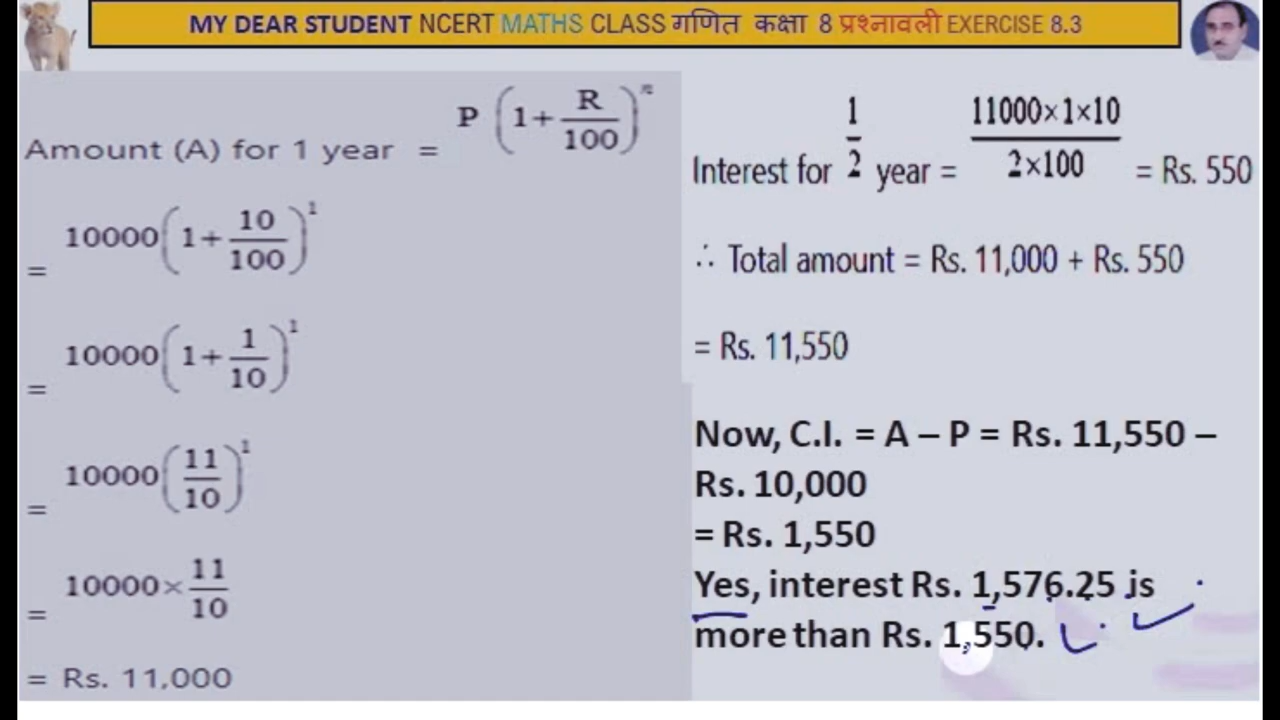 MY DEAR STUDENT NCERT MATHS CLASS गणित कक्षा 8 प्रश्नावली EXERCISE 8.3
Amount (A) for 1 year = P (1+ R/100)^n
= 10000(1+ 10/100)^1
= 10000(1+ 1/10)^1
= 10000(11/10)^1
= 10000× 11/10
= Rs. 11,000
Interest for 1/2 year = 11000×1×10/2×100 = Rs. 550
∴ Total amount = Rs. 11,000 + Rs. 550
= Rs. 11,550
Now, C.I. = A – P = Rs. 11,550 –
Rs. 10,000
= Rs. 1,550
Yes, interest Rs. 1,576.25 is
more than Rs. 1,550.